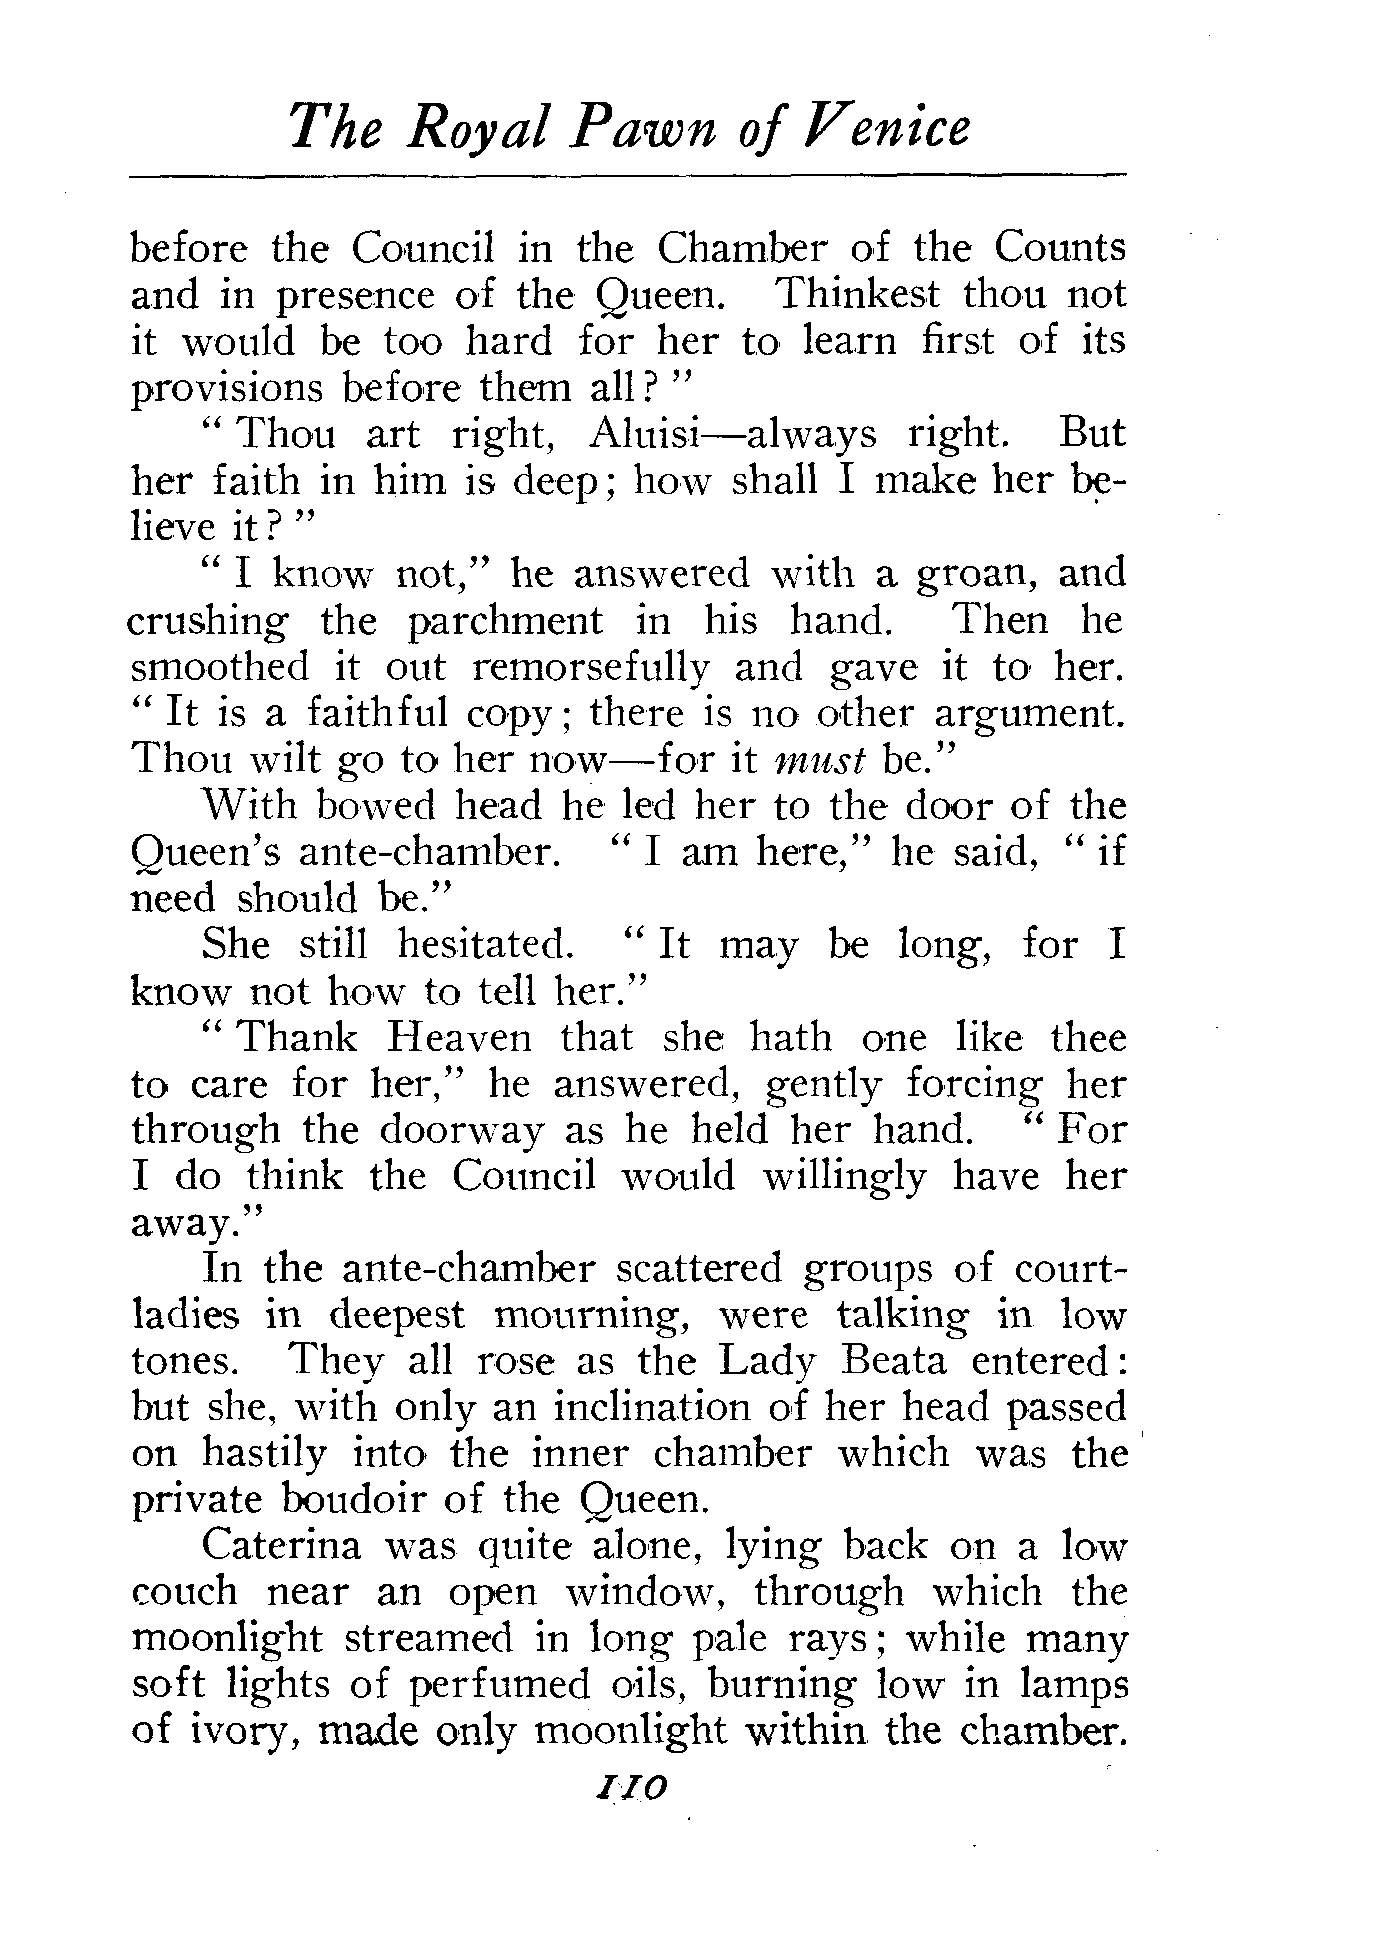 The Royal Pawn of Venice
before the Council in the Chamber of the Counts
and in presence of the Queen. Thinkest thou not
it would be too hard for her to learn first of its
provisions before them all?"
"Thou art right, Aluisi—always right. But
her faith in him is deep; how shall I make her be-
lieve it?"
"I know not," he answered with a groan, and
crushing the parchment in his hand. Then he
smoothed it out remorsefully and gave it to her.
"It is a faithful copy; there is no other argument.
Thou wilt go to her now—for it must be."
With bowed head he led her to the door of the
Queen's ante-chamber. "I am here," he said, "if
need should be."
She still hesitated. "It may be long, for I
know not how to tell her."
"Thank Heaven that she hath one like thee
to care for her," he answered, gently forcing her
through the doorway as he held her hand. "For
I do think the Council would willingly have her
away."
In the ante-chamber scattered groups of court-
ladies in deepest mourning, were talking in low
tones. They all rose as the Lady Beata entered:
but she, with only an inclination of her head passed
on hastily into the inner chamber which was the
private boudoir of the Queen.
Caterina was quite alone, lying back on a low
couch near an open window, through which the
moonlight streamed in long pale rays; while many
soft lights of perfumed oils, burning low in lamps
of ivory, made only moonlight within the chamber.
110